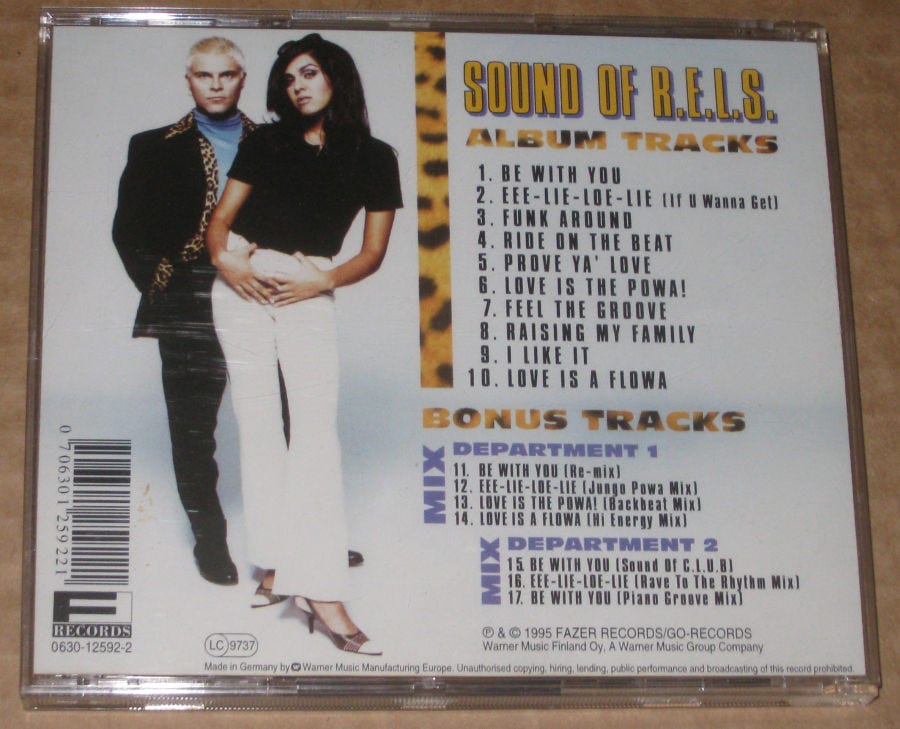 SOUND OF R.E.L.S.
ALBUM TRACKS
1. BE WITH YOU
2. EEE-LIE-LOE-LIE (If U Wanna Get)
3. FUNK AROUND
4. RIDE ON THE BEAT
5. PROVE YA' LOVE
6. LOVE IS THE POWA!
7. FEEL THE GROOVE
8. RAISING MY FAMILY
9. I LIKE IT
10. LOVE IS A FLOWA
BONUS TRACKS
MIX DEPARTMENT 1
11. BE WITH YOU (Re-mix)
12. EEE-LIE-LOE-LIE (Jungo Powa Mix)
13. LOVE IS THE POWA! (Backbeat Mix)
14. LOVE IS A FLOWA (Hi Energy Mix)
MIX DEPARTMENT 2
15. BE WITH YOU (Sound Of C.L.U.B)
16. EEE-LIE-LOE-LIE (Rave To The Rhythm Mix)
17. BE WITH YOU (Piano Groove Mix)
0 706301 259221
F
RECORDS
0630-12592-2
LC 9737
℗ & © 1995 FAZER RECORDS/GO-RECORDS
Warner Music Finland Oy, A Warner Music Group Company
Made in Germany by Warner Music Manufacturing Europe. Unauthorised copying, hiring, lending, public performance and broadcasting of this record prohibited.